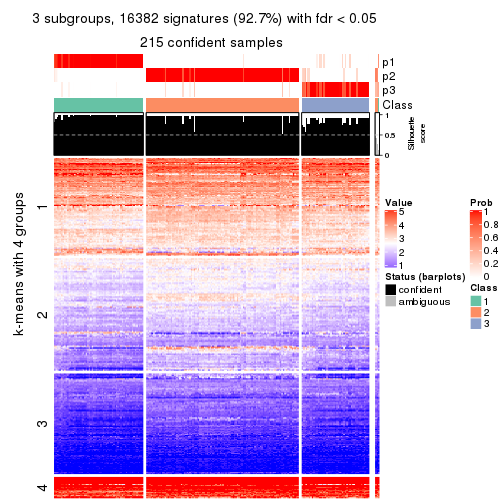 3 subgroups, 16382 signatures (92.7%) with fdr < 0.05
215 confident samples
p1
p2
p3
Class
1
0.5
0
Silhouette
score
k-means with 4 groups
1
2
3
4
Value
5
4
3
2
1
Status (barplots)
confident
ambiguous
Prob
1
0.8
0.6
0.4
0.2
0
Class
1
2
3